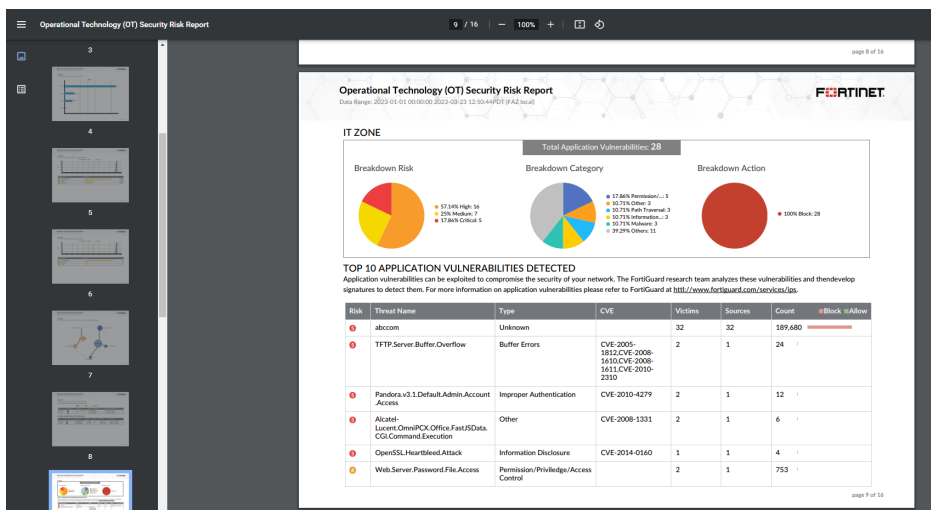 Operational Technology (OT) Security Risk Report
9 / 16
100%
3
4
5
6
7
8
page 8 of 16
Operational Technology (OT) Security Risk Report
Data Range: 2023-01-01 00:00:00 2023-03-23 12:50:44PDT (FAZ local)
FORTINET
IT ZONE
Total Application Vulnerabilities: 28
Breakdown Risk
57.14% High: 16
25% Medium: 7
17.86% Critical: 5
Breakdown Category
17.86% Permission/...: 5
10.71% Other: 3
10.71% Path Traversal: 3
10.71% Information...: 3
10.71% Malware: 3
39.29% Others: 11
Breakdown Action
100% Block: 28
TOP 10 APPLICATION VULNERABILITIES DETECTED
Application vulnerabilities can be exploited to compromise the security of your network. The FortiGuard research team analyzes these vulnerabilities and thendevelop
signatures to detect them. For more information on application vulnerabilities please refer to FortiGuard at httl://www.fortiguard.com/services/ips.
Risk Threat Name Type CVE Victims Sources Count Block Allow
5 abccom Unknown 32 32 189,680
5 TFTP.Server.Buffer.Overflow Buffer Errors CVE-2005- 2 1 24
1812,CVE-2008-
1610,CVE-2008-
1611,CVE-2010-
2310
5 Pandora.v3.1.Default.Admin.Account Improper Authentication CVE-2010-4279 2 1 12
.Access
5 Alcatel- Other CVE-2008-1331 2 1 6
Lucent.OmniPCX.Office.FastJSData.
CGI.Command.Execution
5 OpenSSL.Heartbleed.Attack Information Disclosure CVE-2014-0160 1 1 4
4 Web.Server.Password.File.Access Permission/Priviledge/Access 2 1 753
Control
page 9 of 16